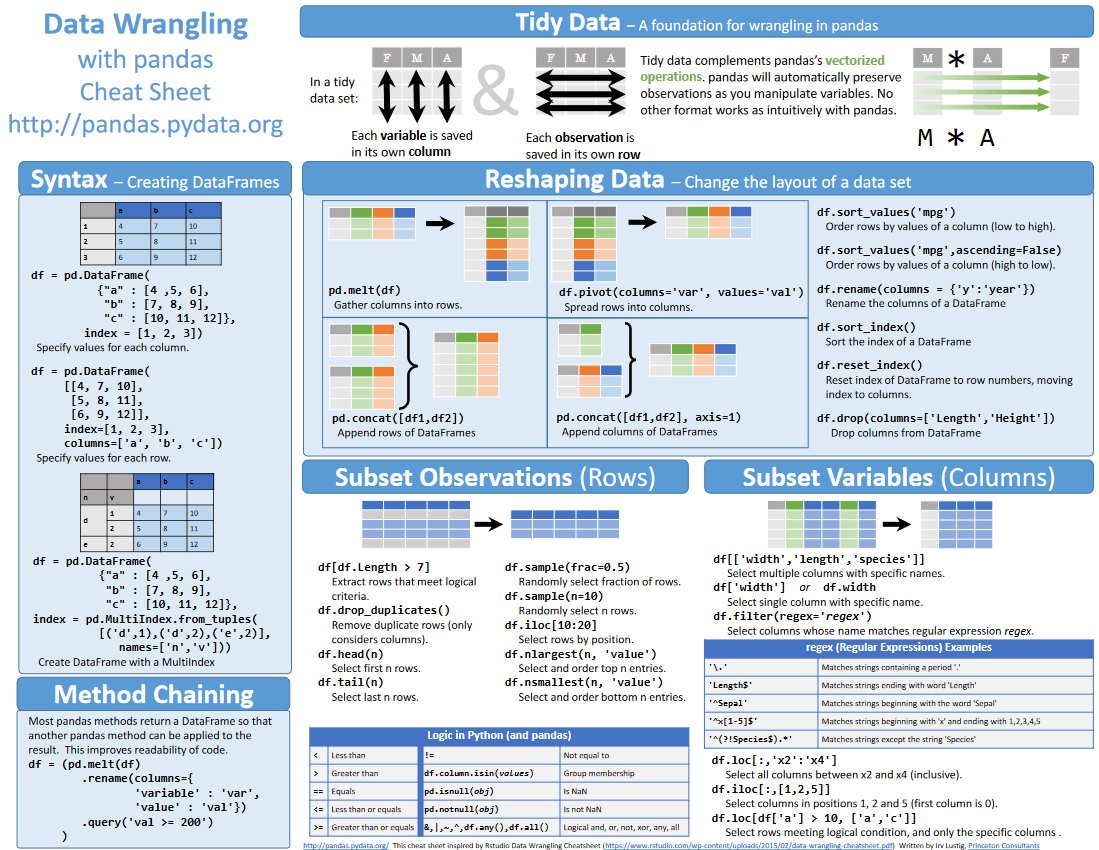 Data Wrangling
with pandas
Cheat Sheet
http://pandas.pydata.org
Tidy Data – A foundation for wrangling in pandas
In a tidy
data set:
F M A
&
F M A
Each variable is saved
in its own column
Each observation is
saved in its own row
Tidy data complements pandas's vectorized
operations. pandas will automatically preserve
observations as you manipulate variables. No
other format works as intuitively with pandas.
M * A F
M * A
Syntax – Creating DataFrames
a b c
1 4 7 10
2 5 8 11
3 6 9 12
df = pd.DataFrame(
{"a" : [4 ,5, 6],
"b" : [7, 8, 9],
"c" : [10, 11, 12]},
index = [1, 2, 3])
Specify values for each column.
df = pd.DataFrame(
[[4, 7, 10],
[5, 8, 11],
[6, 9, 12]],
index=[1, 2, 3],
columns=['a', 'b', 'c'])
Specify values for each row.
a b c
n v
d 1 4 7 10
2 5 8 11
e 2 6 9 12
df = pd.DataFrame(
{"a" : [4 ,5, 6],
"b" : [7, 8, 9],
"c" : [10, 11, 12]},
index = pd.MultiIndex.from_tuples(
[('d',1),('d',2),('e',2)],
names=['n','v']))
Create DataFrame with a MultiIndex
Method Chaining
Most pandas methods return a DataFrame so that
another pandas method can be applied to the
result. This improves readability of code.
df = (pd.melt(df)
.rename(columns={
'variable' : 'var',
'value' : 'val'})
.query('val >= 200')
)
Reshaping Data – Change the layout of a data set
pd.melt(df)
Gather columns into rows.
df.pivot(columns='var', values='val')
Spread rows into columns.
pd.concat([df1,df2])
Append rows of DataFrames
pd.concat([df1,df2], axis=1)
Append columns of DataFrames
df.sort_values('mpg')
Order rows by values of a column (low to high).
df.sort_values('mpg',ascending=False)
Order rows by values of a column (high to low).
df.rename(columns = {'y':'year'})
Rename the columns of a DataFrame
df.sort_index()
Sort the index of a DataFrame
df.reset_index()
Reset index of DataFrame to row numbers, moving
index to columns.
df.drop(columns=['Length','Height'])
Drop columns from DataFrame
Subset Observations (Rows)
df[df.Length > 7]
Extract rows that meet logical
criteria.
df.drop_duplicates()
Remove duplicate rows (only
considers columns).
df.head(n)
Select first n rows.
df.tail(n)
Select last n rows.
df.sample(frac=0.5)
Randomly select fraction of rows.
df.sample(n=10)
Randomly select n rows.
df.iloc[10:20]
Select rows by position.
df.nlargest(n, 'value')
Select and order top n entries.
df.nsmallest(n, 'value')
Select and order bottom n entries.
Logic in Python (and pandas)
< Less than != Not equal to
> Greater than df.column.isin(values) Group membership
== Equals pd.isnull(obj) Is NaN
<= Less than or equals pd.notnull(obj) Is not NaN
>= Greater than or equals &,|,~,^,df.any(),df.all() Logical and, or, not, xor, any, all
Subset Variables (Columns)
df[['width','length','species']]
Select multiple columns with specific names.
df['width'] or df.width
Select single column with specific name.
df.filter(regex='regex')
Select columns whose name matches regular expression regex.
regex (Regular Expressions) Examples
'\.' Matches strings containing a period '.'
'Length$' Matches strings ending with word 'Length'
'^Sepal' Matches strings beginning with the word 'Sepal'
'^x[1-5]$' Matches strings beginning with 'x' and ending with 1,2,3,4,5
'^(?!Species$).*' Matches strings except the string 'Species'
df.loc[:,'x2':'x4']
Select all columns between x2 and x4 (inclusive).
df.iloc[:,[1,2,5]]
Select columns in positions 1, 2 and 5 (first column is 0).
df.loc[df['a'] > 10, ['a','c']]
Select rows meeting logical condition, and only the specific columns .
http://pandas.pydata.org/ This cheat sheet inspired by Rstudio Data Wrangling Cheatsheet (https://www.rstudio.com/wp-content/uploads/2015/02/data-wrangling-cheatsheet.pdf) Written by Irv Lustig, Princeton Consultants